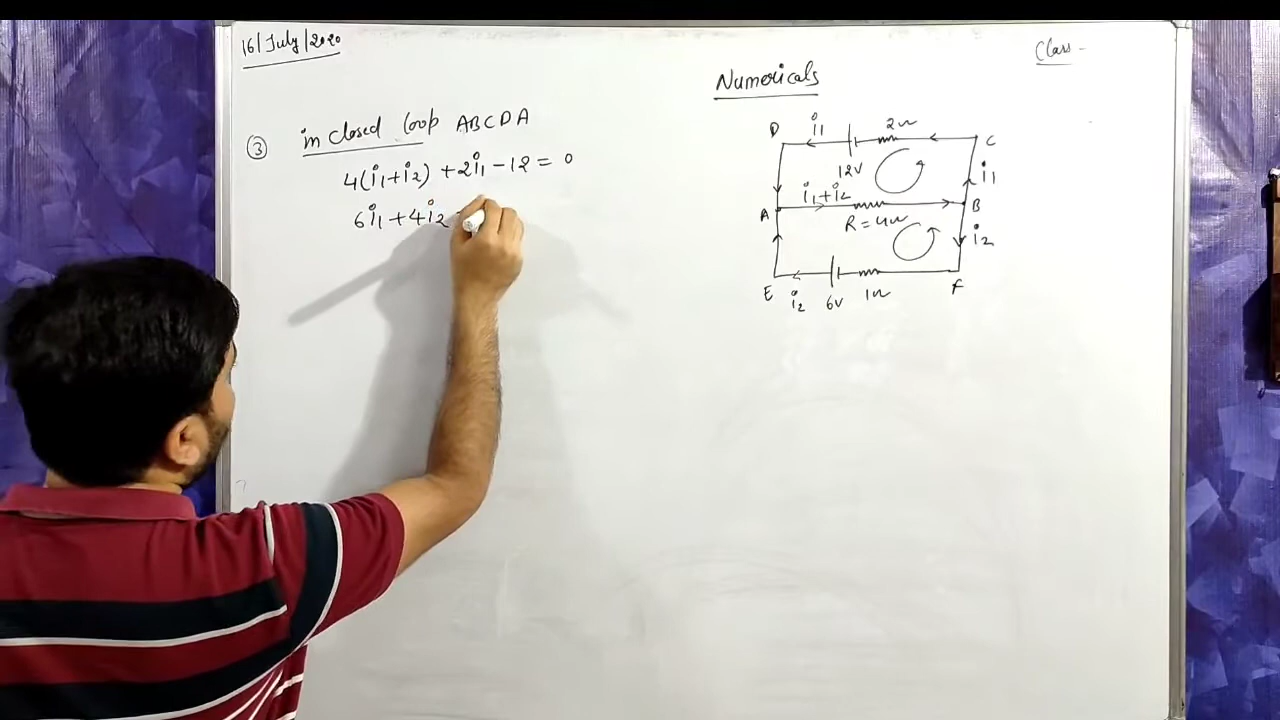 16/July/2020
Class-
Numericals
③ in closed loop ABCDA
4(i₁+i₂) +2i₁-12=0
6i₁+4i₂
D i₁ 2Ω C
12V
i₁+i₂ i₁
A B
R=4Ω
i₂
E i₂ 6V 1Ω F